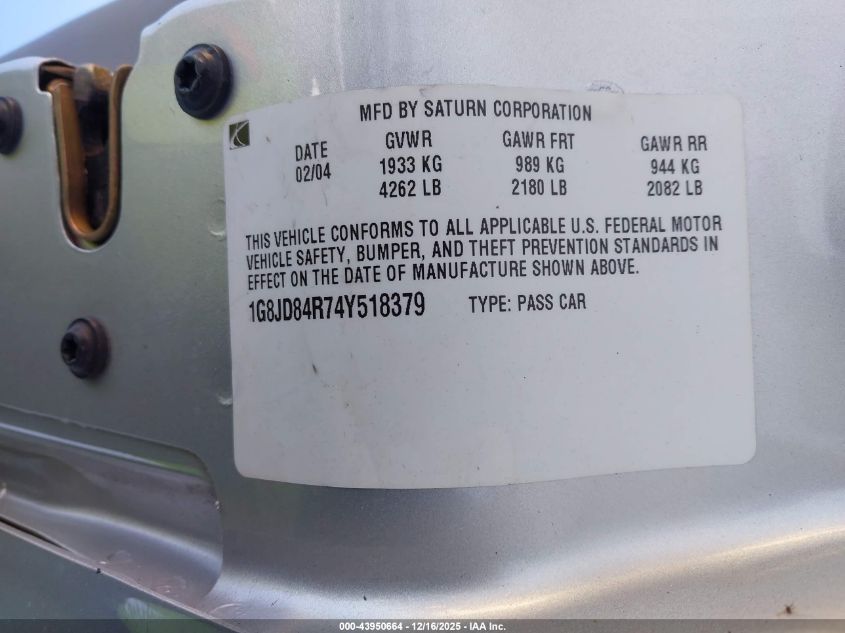 MFD BY SATURN CORPORATION
DATE GVWR GAWR FRT GAWR RR
02/04 1933 KG 989 KG 944 KG
4262 LB 2180 LB 2082 LB
THIS VEHICLE CONFORMS TO ALL APPLICABLE U.S. FEDERAL MOTOR
VEHICLE SAFETY, BUMPER, AND THEFT PREVENTION STANDARDS IN
EFFECT ON THE DATE OF MANUFACTURE SHOWN ABOVE.
1G8JD84R74Y518379 TYPE: PASS CAR
000-43950664 - 12/16/2025 - IAA Inc.